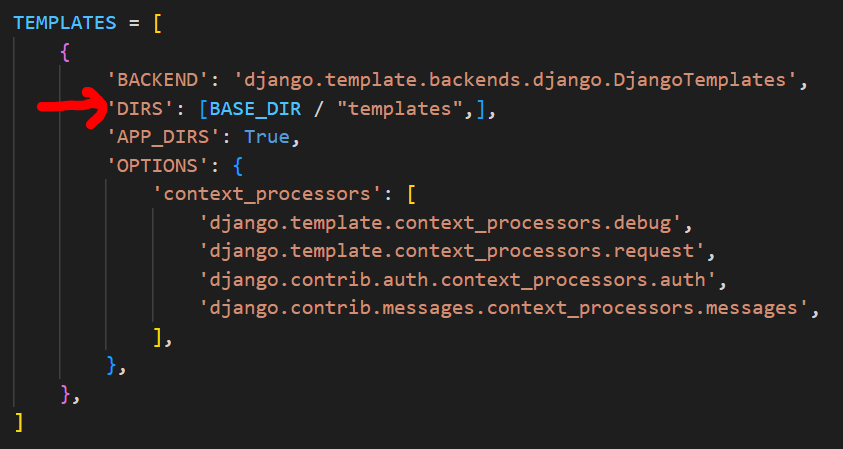 TEMPLATES = [
    {
        'BACKEND': 'django.template.backends.django.DjangoTemplates',
        'DIRS': [BASE_DIR / "templates",],
        'APP_DIRS': True,
        'OPTIONS': {
            'context_processors': [
                'django.template.context_processors.debug',
                'django.template.context_processors.request',
                'django.contrib.auth.context_processors.auth',
                'django.contrib.messages.context_processors.messages',
            ],
        },
    },
]